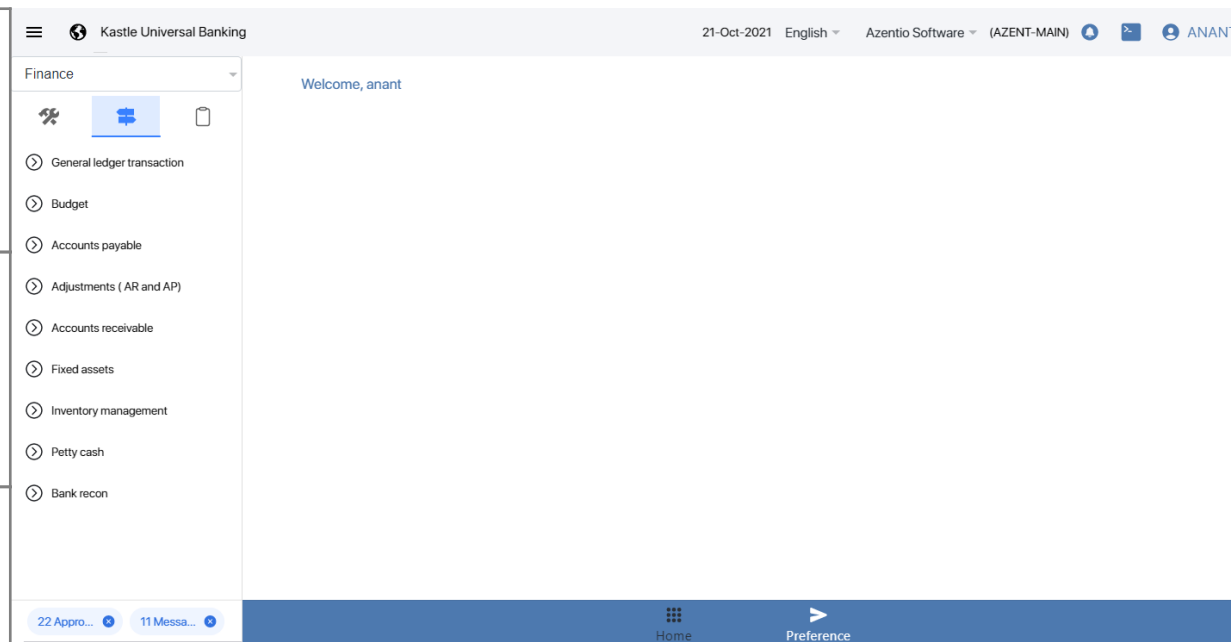 Kastle Universal Banking
21-Oct-2021 English Azentio Software (AZENT-MAIN) ANANT
Finance
Welcome, anant
General ledger transaction
Budget
Accounts payable
Adjustments ( AR and AP)
Accounts receivable
Fixed assets
Inventory management
Petty cash
Bank recon
22 Appro... 11 Messa...
Home Preference